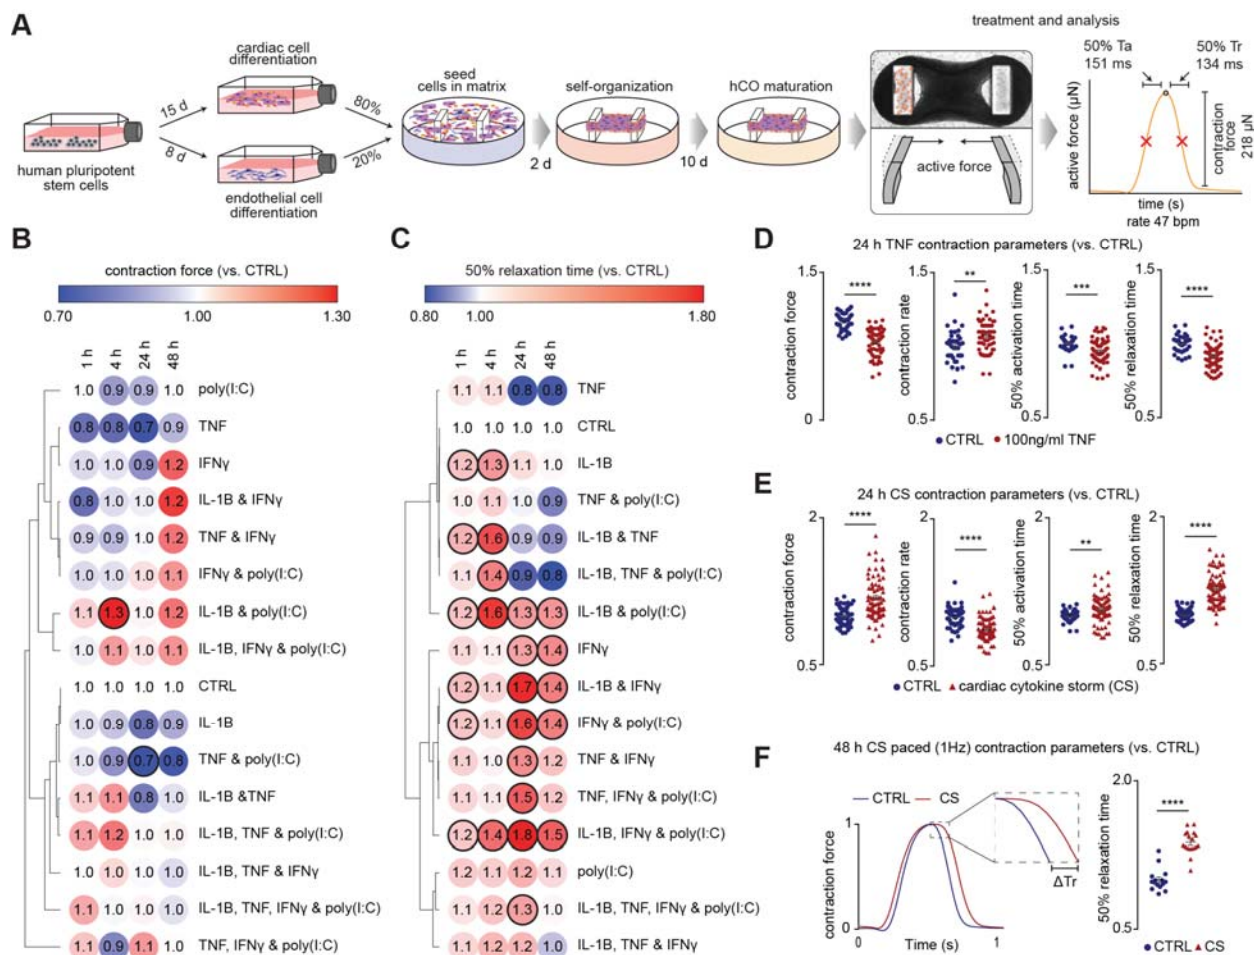 A
treatment and analysis
cardiac cell
differentiation
seed
cells in matrix
self-organization
hCO maturation
50% Ta
151 ms
50% Tr
134 ms
15 d
80%
8 d
20%
2 d
10 d
human pluripotent
stem cells
endothelial cell
differentiation
active force
active force (µN)
contraction
force
218 µN
time (s)
rate 47 bpm
B
contraction force (vs. CTRL)
0.70 1.00 1.30
1 h 4 h 24 h 48 h
1.0 0.9 0.9 1.0 poly(I:C)
0.8 0.8 0.7 0.9 TNF
1.0 1.0 0.9 1.2 IFNγ
0.8 1.0 1.0 1.2 IL-1B & IFNγ
0.9 0.9 1.0 1.2 TNF & IFNγ
1.0 1.0 1.0 1.1 IFNγ & poly(I:C)
1.1 1.3 1.0 1.2 IL-1B & poly(I:C)
1.0 1.1 1.0 1.1 IL-1B, IFNγ & poly(I:C)
1.0 1.0 1.0 1.0 CTRL
1.0 0.9 0.8 0.9 IL-1B
1.0 0.9 0.7 0.8 TNF & poly(I:C)
1.1 1.1 0.8 1.0 IL-1B &TNF
1.1 1.2 1.0 1.0 IL-1B, TNF & poly(I:C)
1.0 1.0 1.0 1.0 IL-1B, TNF & IFNγ
1.1 1.0 1.0 1.0 IL-1B, TNF, IFNγ & poly(I:C)
1.1 0.9 1.1 1.0 TNF, IFNγ & poly(I:C)
C
50% relaxation time (vs. CTRL)
0.80 1.00 1.80
1 h 4 h 24 h 48 h
1.1 1.1 0.8 0.8 TNF
1.0 1.0 1.0 1.0 CTRL
1.2 1.3 1.1 1.0 IL-1B
1.0 1.1 1.0 0.9 TNF & poly(I:C)
1.2 1.6 0.9 0.9 IL-1B & TNF
1.1 1.4 0.9 0.8 IL-1B, TNF & poly(I:C)
1.2 1.6 1.3 1.3 IL-1B & poly(I:C)
1.1 1.1 1.3 1.4 IFNγ
1.2 1.1 1.7 1.4 IL-1B & IFNγ
1.2 1.1 1.6 1.4 IFNγ & poly(I:C)
1.1 1.0 1.3 1.2 TNF & IFNγ
1.1 1.1 1.5 1.2 TNF, IFNγ & poly(I:C)
1.2 1.4 1.8 1.5 IL-1B, IFNγ & poly(I:C)
1.2 1.1 1.2 1.1 poly(I:C)
1.1 1.2 1.3 1.0 IL-1B, TNF, IFNγ & poly(I:C)
1.1 1.2 1.2 1.0 IL-1B, TNF & IFNγ
D
24 h TNF contraction parameters (vs. CTRL)
1.5
0
contraction force
****
1.5
0.5
contraction rate
**
1.5
0.5
50% activation time
***
1.5
0.5
50% relaxation time
****
CTRL 100ng/ml TNF
E
24 h CS contraction parameters (vs. CTRL)
2
0.5
contraction force
****
2
0.5
contraction rate
****
2
0.5
50% activation time
**
2
0.5
50% relaxation time
****
CTRL cardiac cytokine storm (CS)
F
48 h CS paced (1Hz) contraction parameters (vs. CTRL)
CTRL CS
contraction force
1
0
0 Time (s) 1
ΔTr
2.0
0.5
50% relaxation time
****
CTRL CS